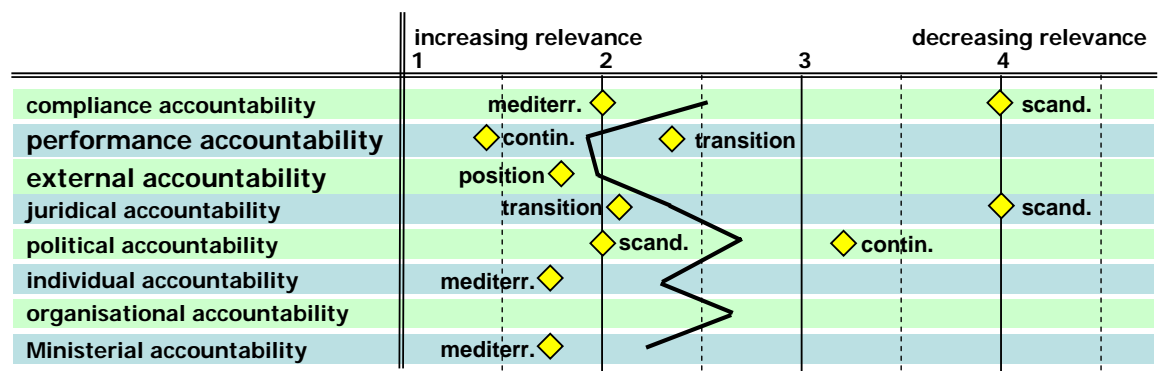 increasing relevance decreasing relevance
1 2 3 4
compliance accountability mediterr. scand.
performance accountability contin. transition
external accountability position
juridical accountability transition scand.
political accountability scand. contin.
individual accountability mediterr.
organisational accountability
Ministerial accountability mediterr.